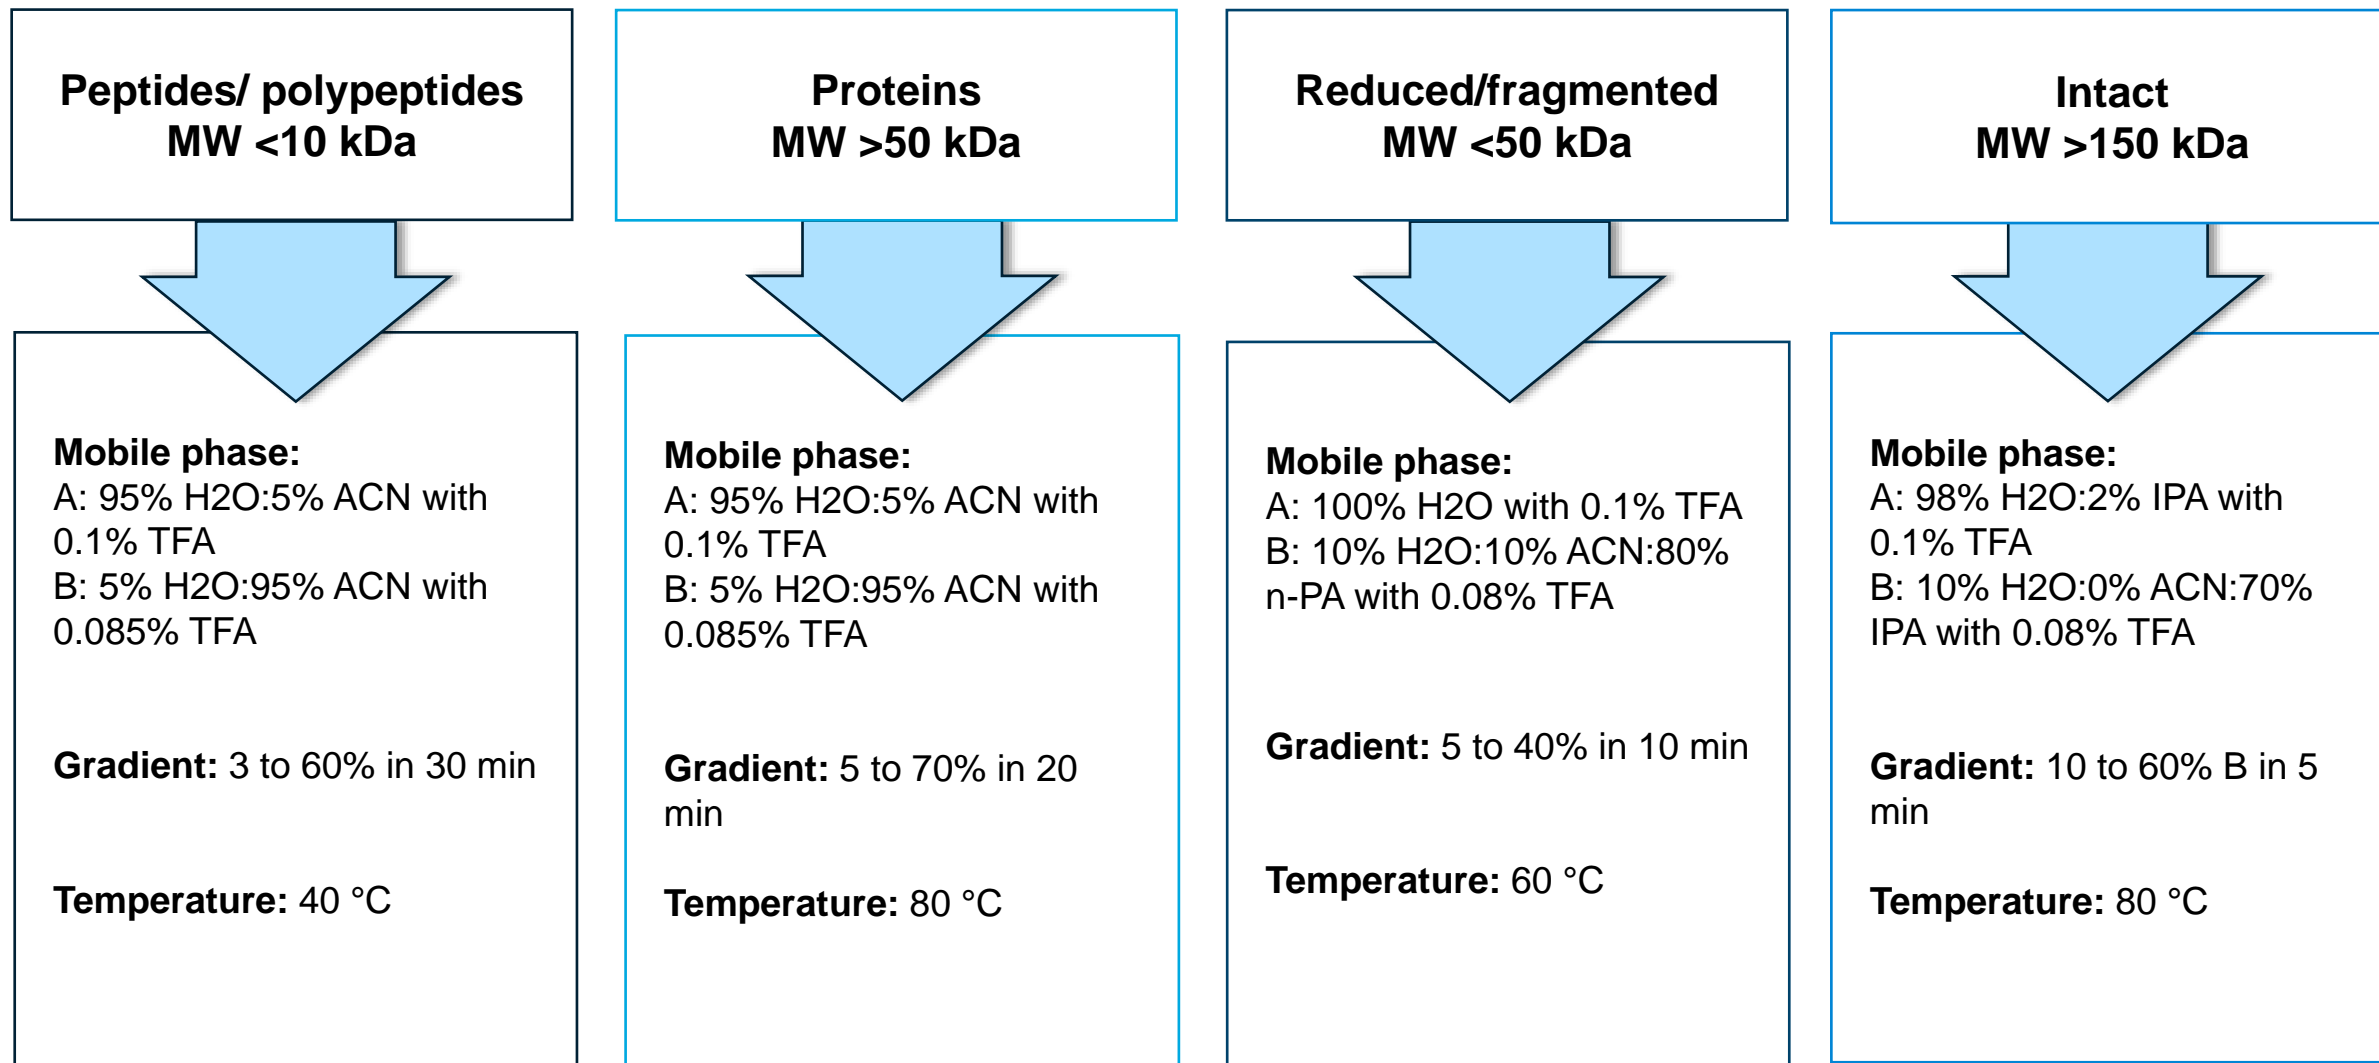 Peptides/ polypeptides
MW <10 kDa
Proteins
MW >50 kDa
Reduced/fragmented
MW <50 kDa
Intact
MW >150 kDa
Mobile phase:
A: 95% H2O:5% ACN with
0.1% TFA
B: 5% H2O:95% ACN with
0.085% TFA
Gradient: 3 to 60% in 30 min
Temperature: 40 °C
Mobile phase:
A: 95% H2O:5% ACN with
0.1% TFA
B: 5% H2O:95% ACN with
0.085% TFA
Gradient: 5 to 70% in 20
min
Temperature: 80 °C
Mobile phase:
A: 100% H2O with 0.1% TFA
B: 10% H2O:10% ACN:80%
n-PA with 0.08% TFA
Gradient: 5 to 40% in 10 min
Temperature: 60 °C
Mobile phase:
A: 98% H2O:2% IPA with
0.1% TFA
B: 10% H2O:0% ACN:70%
IPA with 0.08% TFA
Gradient: 10 to 60% B in 5
min
Temperature: 80 °C